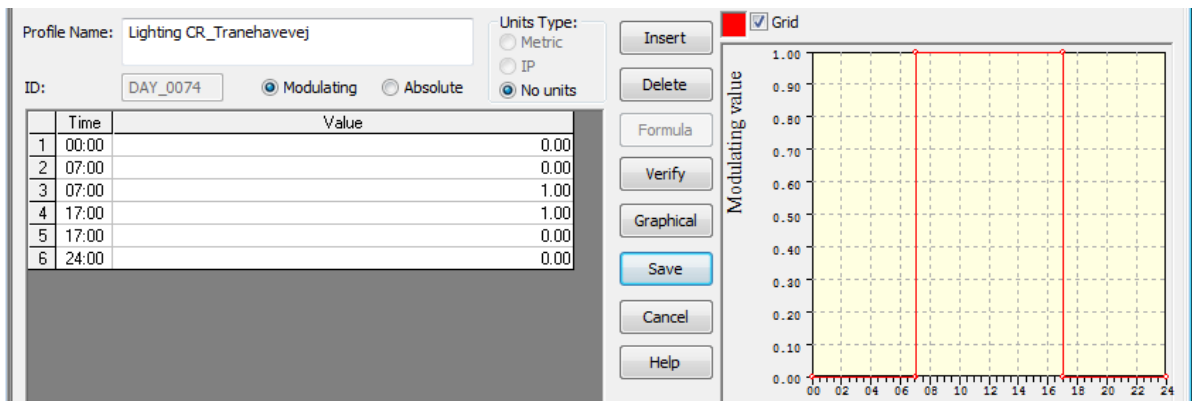 Profile Name: Lighting CR_Tranehavevej
Units Type:
Metric
IP
No units
ID: DAY_0074 Modulating Absolute
Time Value
1 00:00 0.00
2 07:00 0.00
3 07:00 1.00
4 17:00 1.00
5 17:00 0.00
6 24:00 0.00
Insert
Delete
Formula
Verify
Graphical
Save
Cancel
Help
Grid
Modulating value
1.00
0.90
0.80
0.70
0.60
0.50
0.40
0.30
0.20
0.10
0.00
00 02 04 06 08 10 12 14 16 18 20 22 24